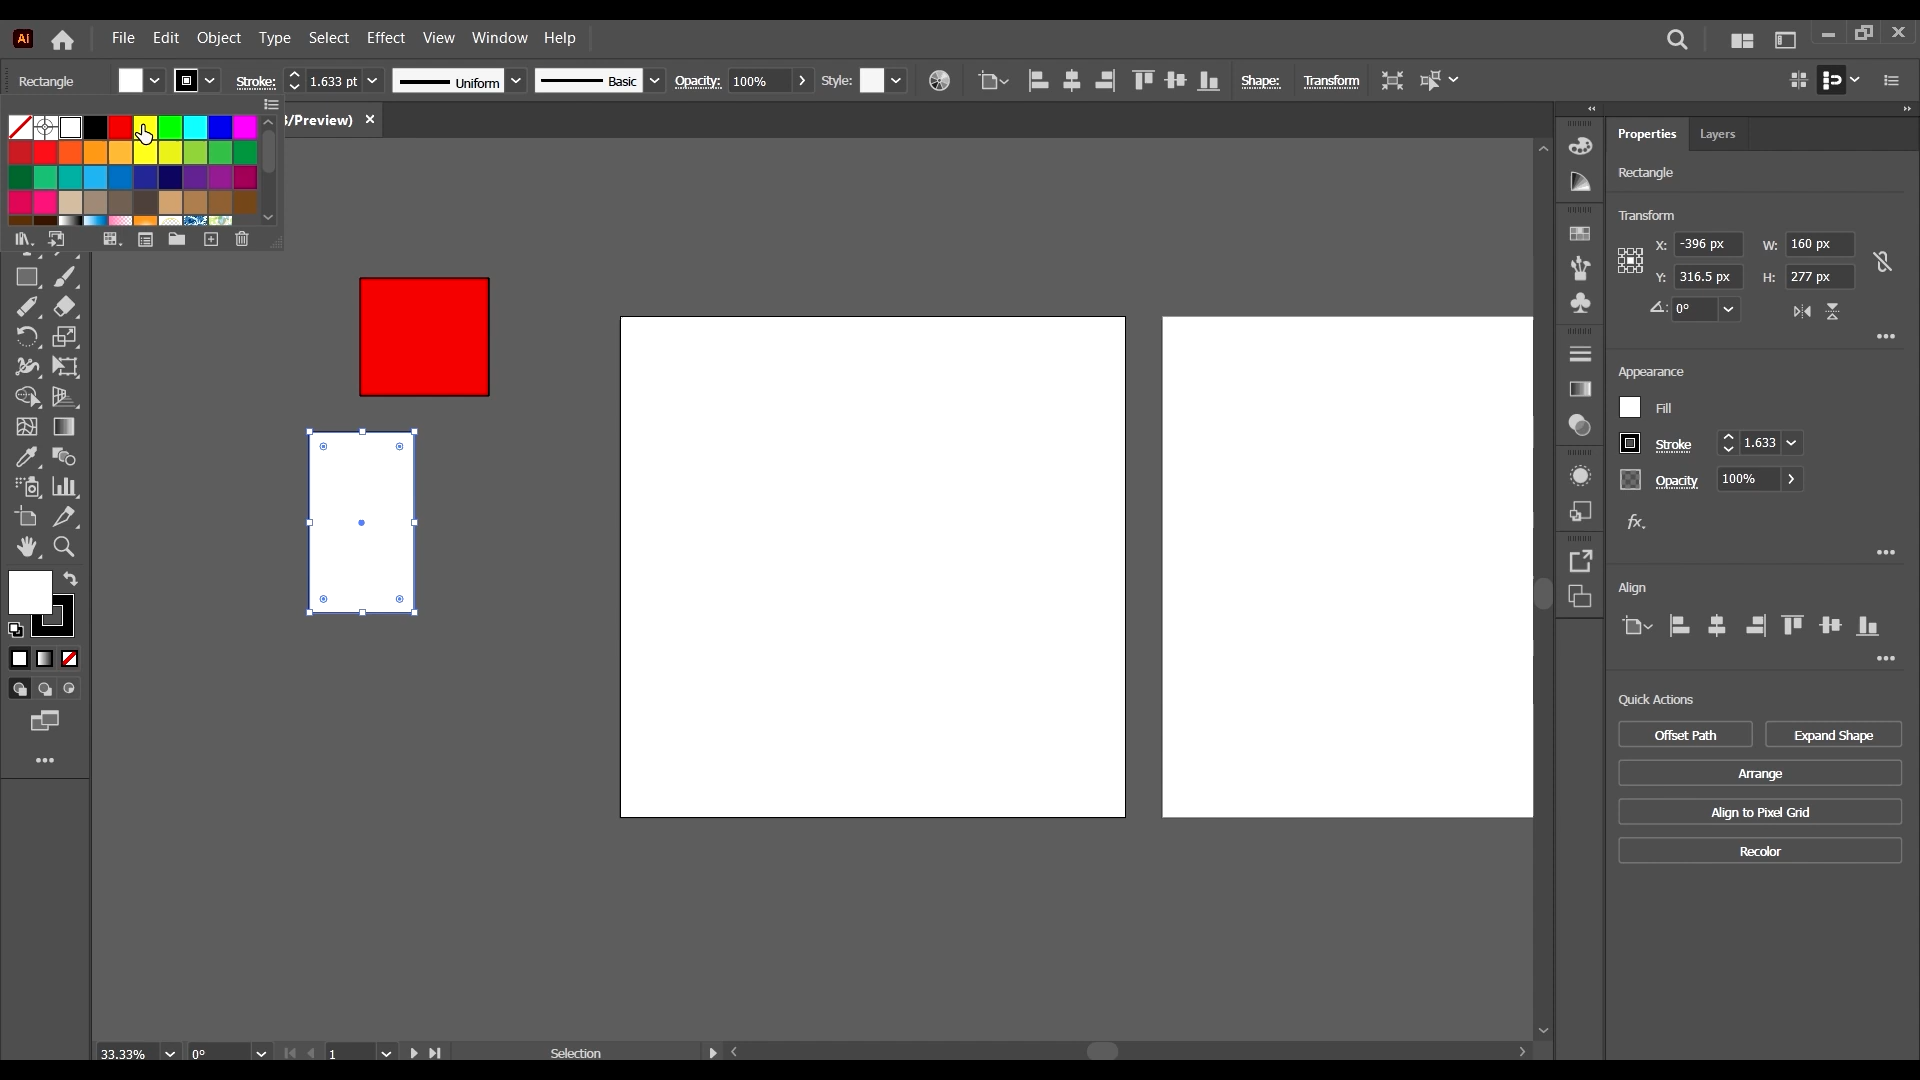 Ai File Edit Object Type Select Effect View Window Help
Rectangle Stroke: 1.633 pt Uniform Basic Opacity: 100% Style: Shape: Transform
/Preview) ×
Properties Layers
Rectangle
Transform
X: -396 px W: 160 px
Y: 316.5 px H: 277 px
0°
Appearance
Fill
Stroke 1.633
Opacity 100%
fx.
Align
Quick Actions
Offset Path Expand Shape
Arrange
Align to Pixel Grid
Recolor
33.33% 0° 1 Selection